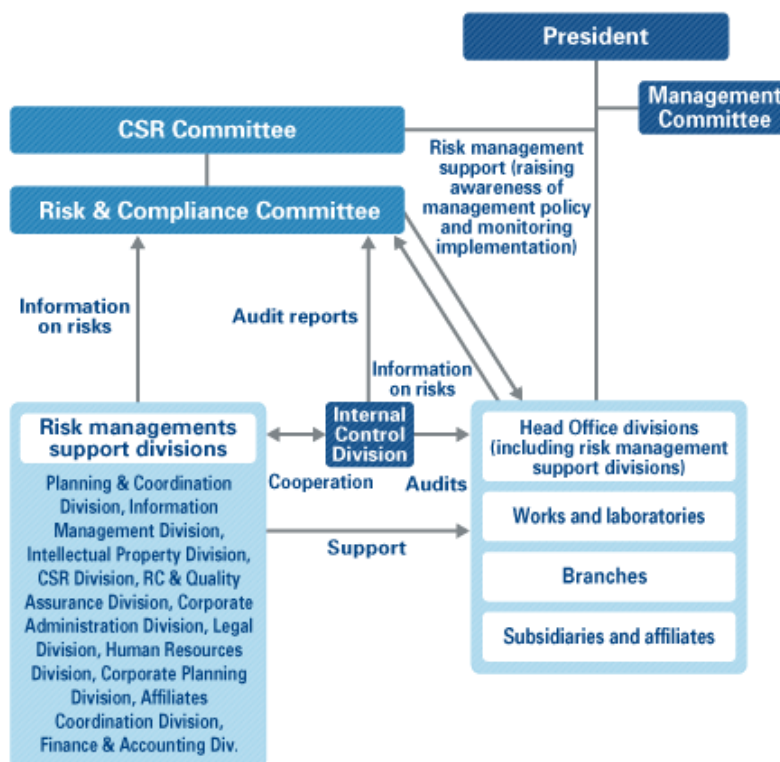 President
Management
Committee
CSR Committee
Risk management
support (raising
awareness of
management policy
and monitoring
implementation)
Risk & Compliance Committee
Information
on risks
Audit reports
Information
on risks
Risk managements
support divisions
Planning & Coordination
Division, Information
Management Division,
Intellectual Property Division,
CSR Division, RC & Quality
Assurance Division, Corporate
Administration Division, Legal
Division, Human Resources
Division, Corporate Planning
Division, Affiliates
Coordination Division,
Finance & Accounting Div.
Internal
Control
Division
Cooperation
Audits
Support
Head Office divisions
(including risk management
support divisions)
Works and laboratories
Branches
Subsidiaries and affiliates